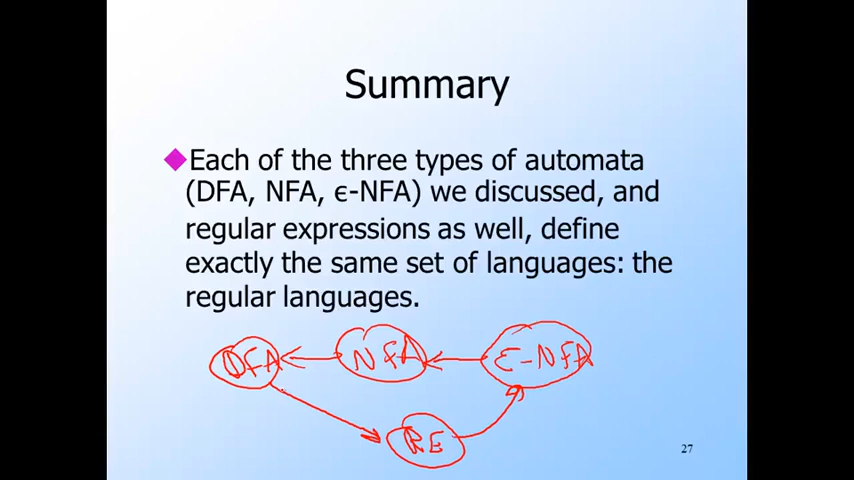 Summary
Each of the three types of automata
(DFA, NFA, ϵ-NFA) we discussed, and
regular expressions as well, define
exactly the same set of languages: the
regular languages.
DFA NFA ϵ-NFA
RE
27